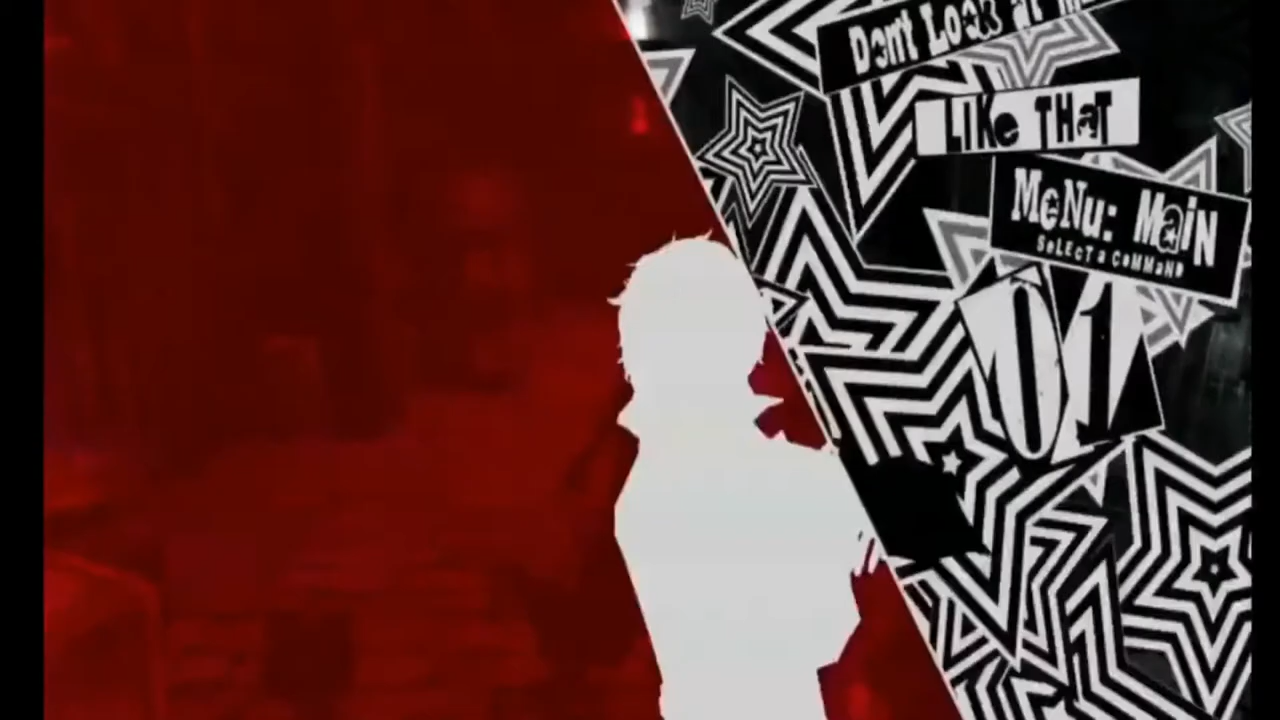 Don't Look at Me
LIKe THaT
MeNu: MaiN
SeLEcT a CoMMaND
01